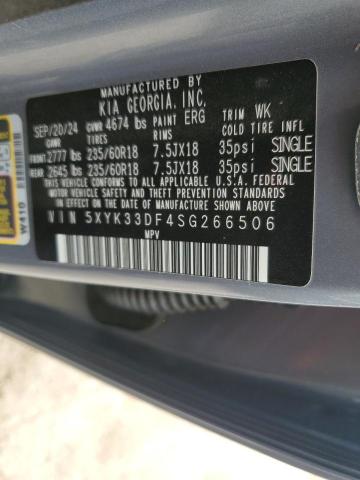 MANUFACTURED BY
KIA GEORGIA, INC.
SEP/20/24 GVWR 4674 lbs PAINT ERG TRIM WK
GAWR TIRES RIMS COLD TIRE INFL
FRONT 2777 lbs 235/60R18 7.5JX18 35psi SINGLE
REAR 2645 lbs 235/60R18 7.5JX18 35psi SINGLE
THIS VEHICLE CONFORMS TO ALL APPLICABLE
U.S.A. FEDERAL MOTOR VEHICLE SAFETY AND
THEFT PREVENTION STANDARDS IN EFFECT ON
THE DATE OF MANUFACTURE SHOWN ABOVE.
VIN 5XYK33DF4SG266506
MPV
W410